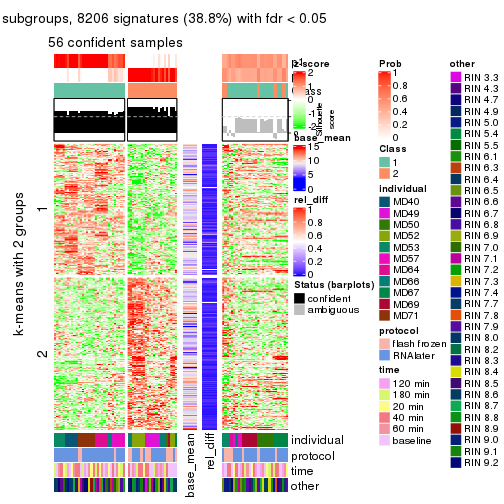 subgroups, 8206 signatures (38.8%) with fdr < 0.05
56 confident samples
k-means with 2 groups
1
2
z-score
2
1
0
-1
-2
Silhouette
score
base_mean
15
10
5
0
rel_diff
1
0.8
0.6
0.4
0.2
0
Status (barplots)
confident
ambiguous
individual
protocol
time
other
base_mean
rel_diff
Prob
1
0.8
0.6
0.4
0.2
0
Class
1
2
individual
MD40
MD49
MD50
MD52
MD53
MD57
MD64
MD66
MD67
MD69
MD71
protocol
flash frozen
RNAlater
time
120 min
180 min
20 min
40 min
60 min
baseline
other
RIN 3.3
RIN 4.3
RIN 4.7
RIN 4.9
RIN 5.0
RIN 5.4
RIN 5.5
RIN 6.1
RIN 6.3
RIN 6.4
RIN 6.5
RIN 6.6
RIN 6.7
RIN 6.8
RIN 6.9
RIN 7.0
RIN 7.1
RIN 7.2
RIN 7.3
RIN 7.4
RIN 7.7
RIN 7.8
RIN 7.9
RIN 8.0
RIN 8.2
RIN 8.3
RIN 8.4
RIN 8.5
RIN 8.6
RIN 8.7
RIN 8.8
RIN 8.9
RIN 9.0
RIN 9.1
RIN 9.2